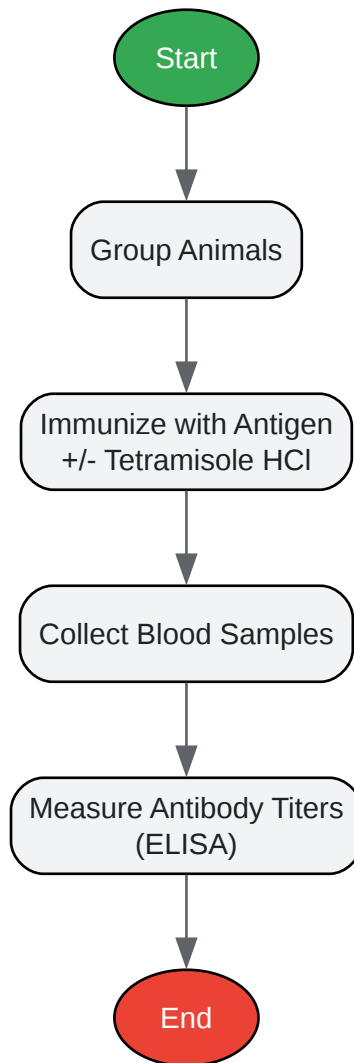 Start
Group Animals
Immunize with Antigen
+/- Tetramisole HCl
Collect Blood Samples
Measure Antibody Titers
(ELISA)
End